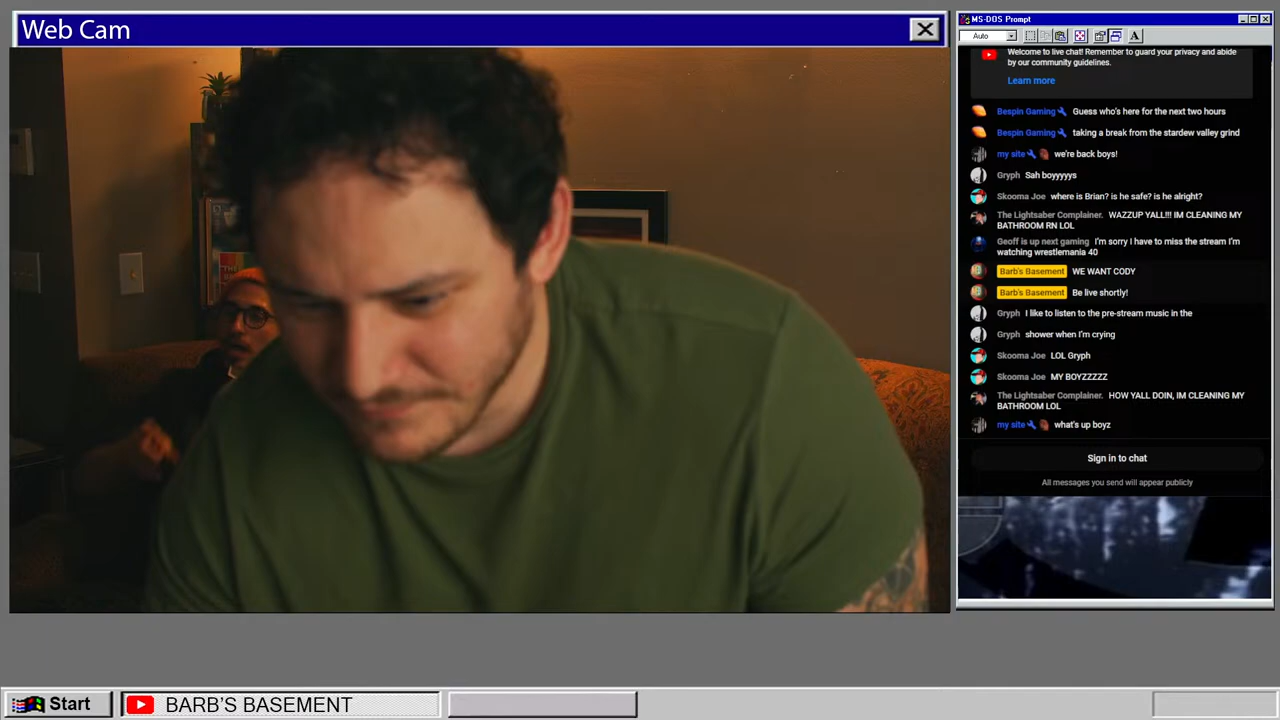 Web Cam
MS-DOS Prompt
Auto
A
Welcome to live chat! Remember to guard your privacy and abide
by our community guidelines.
Learn more
Bespin Gaming Guess who's here for the next two hours
Bespin Gaming taking a break from the stardew valley grind
my site we're back boys!
Gryph Sah boyyyyys
Skooma Joe where is Brian? is he safe? is he alright?
The Lightsaber Complainer. WAZZUP YALL!!! IM CLEANING MY
BATHROOM RN LOL
Geoff is up next gaming I'm sorry I have to miss the stream I'm
watching wrestlemania 40
Barb's Basement WE WANT CODY
Barb's Basement Be live shortly!
Gryph I like to listen to the pre-stream music in the
Gryph shower when I'm crying
Skooma Joe LOL Gryph
Skooma Joe MY BOYZZZZZ
The Lightsaber Complainer. HOW YALL DOIN, IM CLEANING MY
BATHROOM LOL
my site what's up boyz
Sign in to chat
All messages you send will appear publicly
Start
BARB'S BASEMENT